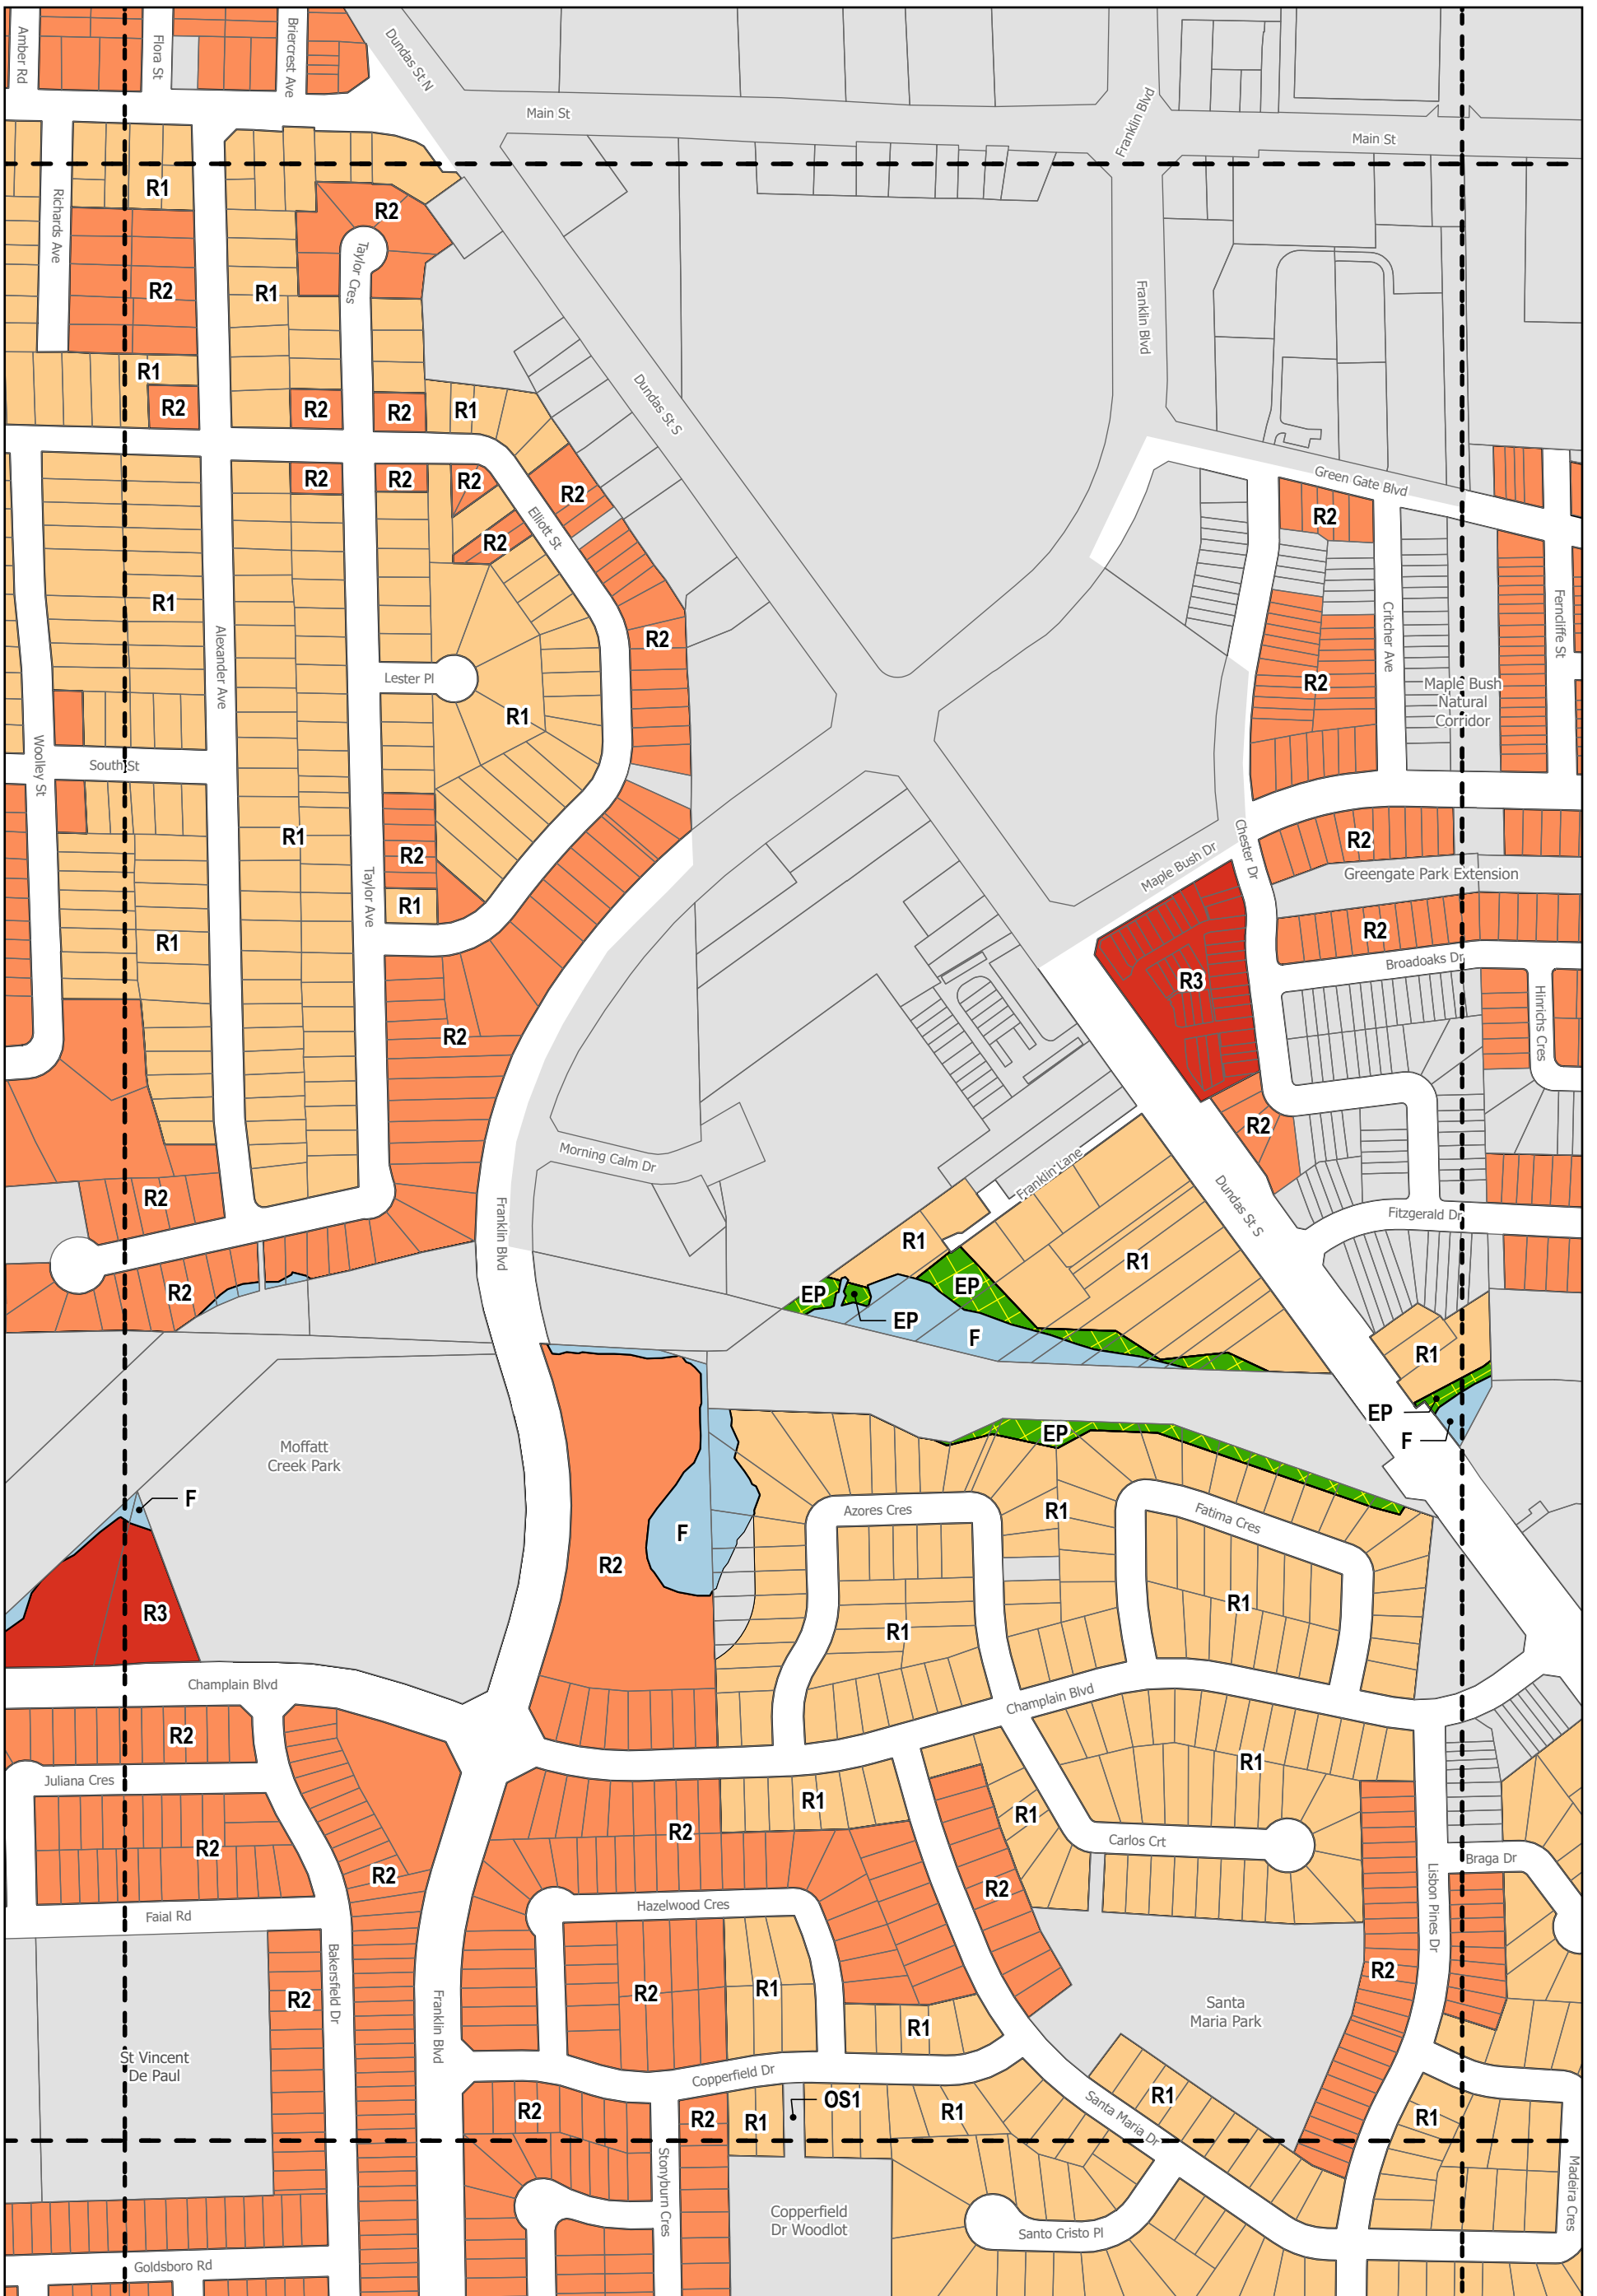 Amber Rd
Flora St
Briercrest Ave
Dundas St N
Main St
Franklin Blvd
Main St
R1
Richards Ave
R2
Taylor Cres
R2
R1
Franklin Blvd
R1
R2
R2
R2
R1
Dundas St S
R2
R2
R2
R2
Green Gate Blvd
R2
Elliott St
R2
R1
Alexander Ave
R2
Critcher Ave
Ferncliffe St
Lester Pl
R2
Maple Bush
Natural
Corridor
R1
Woolley St
South St
R1
R2
Chester Dr
R2
Maple Bush Dr
Greengate Park Extension
Taylor Ave
R1
R1
R2
Broadoaks Dr
R3
Hinrichs Cres
R2
R2
Morning Calm Dr
Franklin Lane
R2
Dundas St S
Fitzgerald Dr
Franklin Blvd
R1
R1
R2
EP
EP
EP
F
R1
EP
F
EP
Moffatt
Creek Park
F
Azores Cres
R1
Fatima Cres
F
R2
R3
R1
R1
Champlain Blvd
Champlain Blvd
R2
R1
Juliana Cres
R1
R1
R2
R2
Carlos Crt
R2
Braga Dr
R2
Hazelwood Cres
Lisbon Pines Dr
Faial Rd
Bakersfield Dr
R2
R2
R1
R2
Franklin Blvd
R1
Santa
Maria Park
St Vincent
De Paul
Copperfield Dr
R2
R2
R1
OS1
R1
R1
Santa Maria Dr
R1
Stonyburn Cres
Copperfield
Dr Woodlot
Santo Cristo Pl
Madeira Cres
Goldsboro Rd